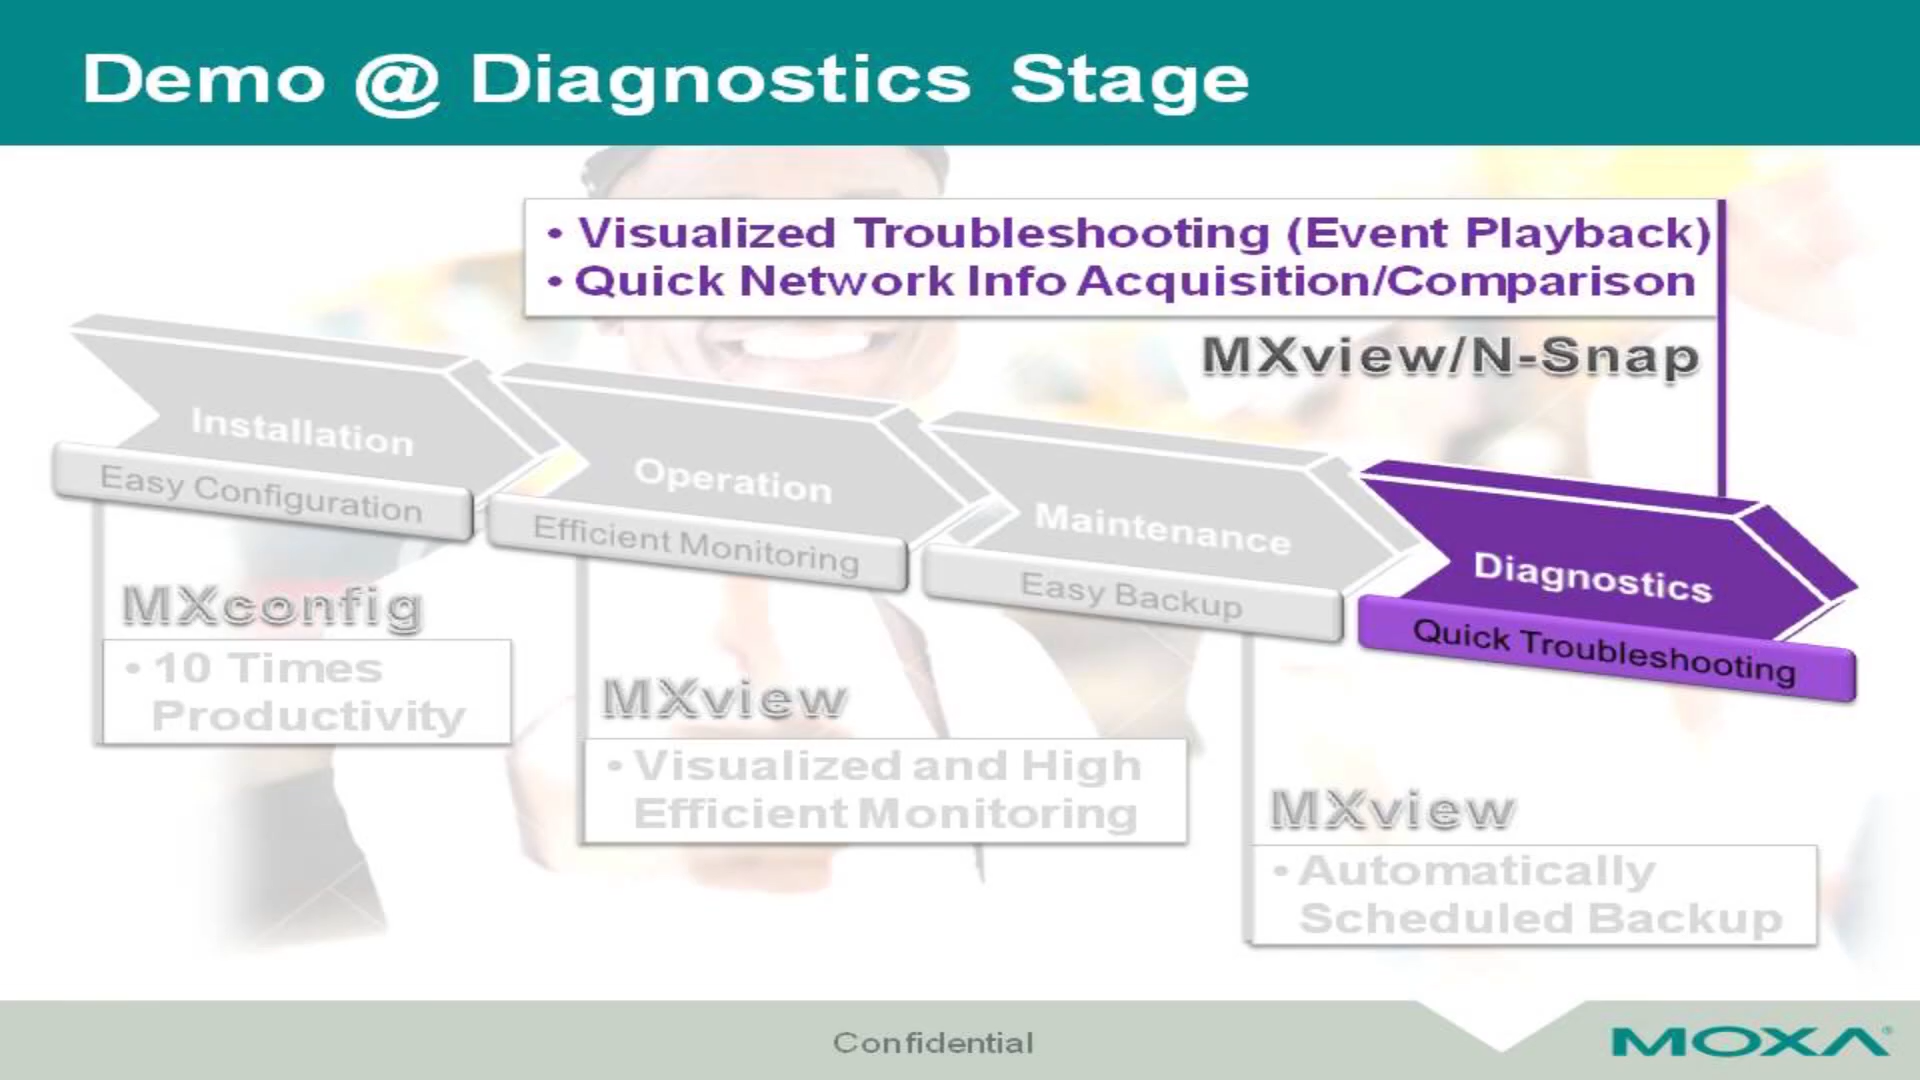 Demo @ Diagnostics Stage
• Visualized Troubleshooting (Event Playback)
• Quick Network Info Acquisition/Comparison
MXview/N-Snap
Installation
Easy Configuration
Operation
Efficient Monitoring
Maintenance
Easy Backup
Diagnostics
Quick Troubleshooting
MXconfig
• 10 Times
Productivity
MXview
• Visualized and High
Efficient Monitoring
MXview
• Automatically
Scheduled Backup
Confidential
MOXA®